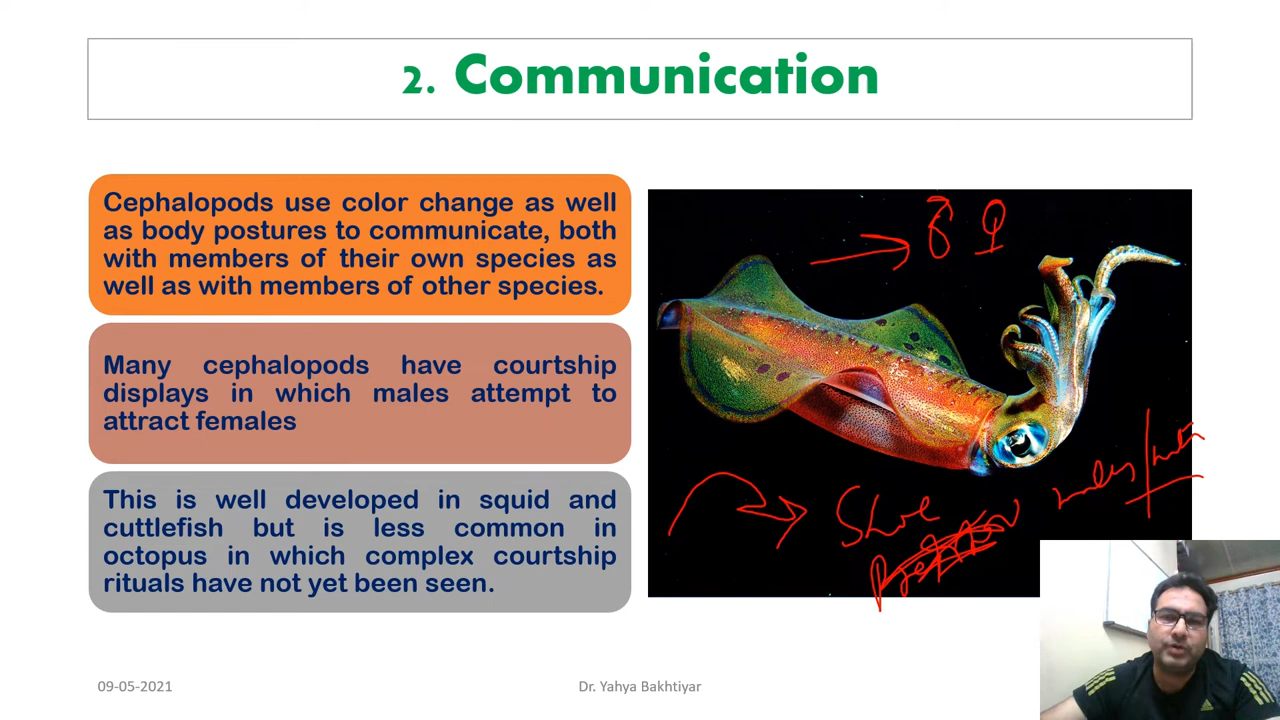 2. Communication
Cephalopods use color change as well
as body postures to communicate, both
with members of their own species as
well as with members of other species.
Many cephalopods have courtship
displays in which males attempt to
attract females
This is well developed in squid and
cuttlefish but is less common in
octopus in which complex courtship
rituals have not yet been seen.
♂ ♀
09-05-2021
Dr. Yahya Bakhtiyar